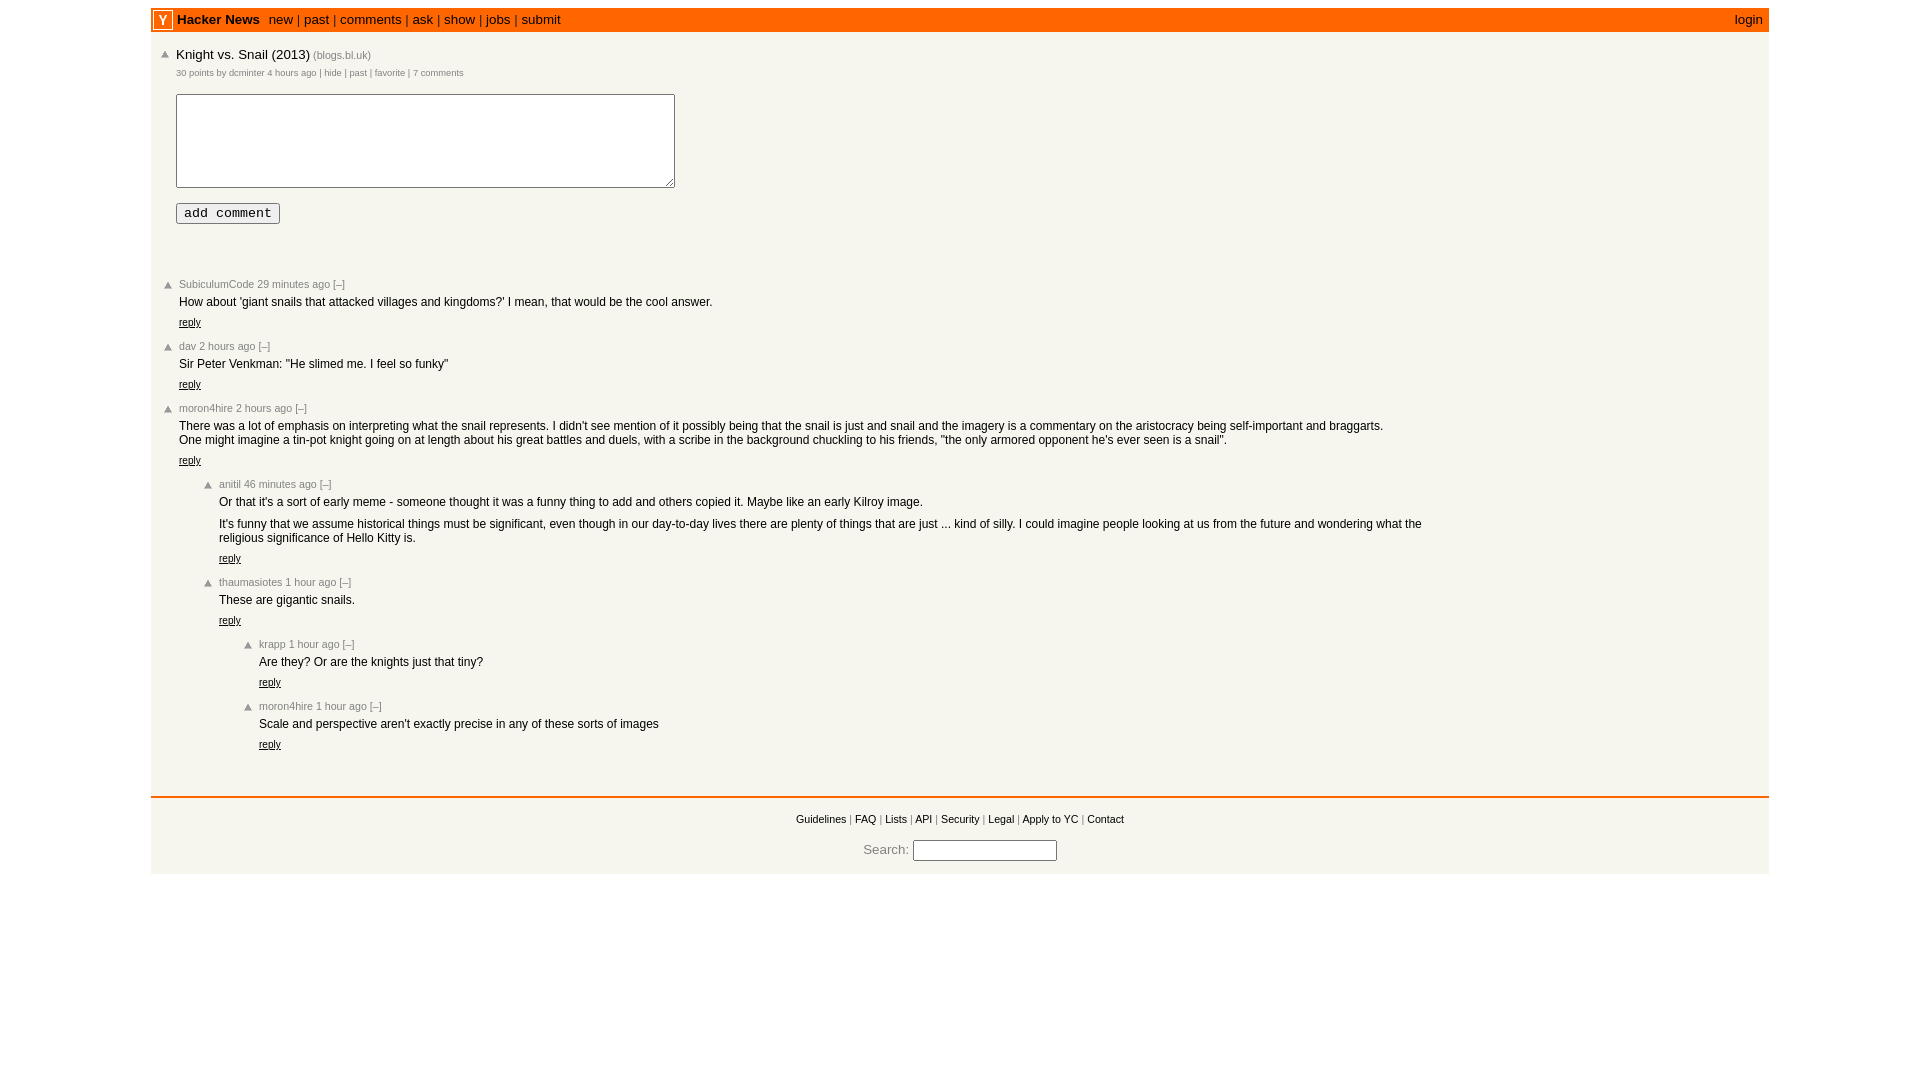 Y Hacker News new | past | comments | ask | show | jobs | submit login
Knight vs. Snail (2013) (blogs.bl.uk)
30 points by dcminter 4 hours ago | hide | past | favorite | 7 comments
add comment
SubiculumCode 29 minutes ago [–]
How about 'giant snails that attacked villages and kingdoms?' I mean, that would be the cool answer.
reply
dav 2 hours ago [–]
Sir Peter Venkman: "He slimed me. I feel so funky"
reply
moron4hire 2 hours ago [–]
There was a lot of emphasis on interpreting what the snail represents. I didn't see mention of it possibly being that the snail is just and snail and the imagery is a commentary on the aristocracy being self-important and braggarts.
One might imagine a tin-pot knight going on at length about his great battles and duels, with a scribe in the background chuckling to his friends, "the only armored opponent he's ever seen is a snail".
reply
anitil 46 minutes ago [–]
Or that it's a sort of early meme - someone thought it was a funny thing to add and others copied it. Maybe like an early Kilroy image.
It's funny that we assume historical things must be significant, even though in our day-to-day lives there are plenty of things that are just ... kind of silly. I could imagine people looking at us from the future and wondering what the
religious significance of Hello Kitty is.
reply
thaumasiotes 1 hour ago [–]
These are gigantic snails.
reply
krapp 1 hour ago [–]
Are they? Or are the knights just that tiny?
reply
moron4hire 1 hour ago [–]
Scale and perspective aren't exactly precise in any of these sorts of images
reply
Guidelines | FAQ | Lists | API | Security | Legal | Apply to YC | Contact
Search: